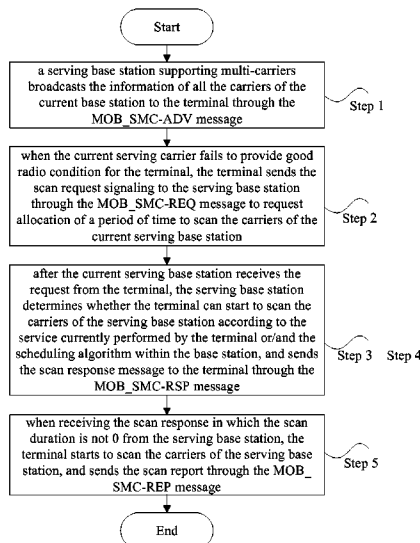 Start
a serving base station supporting multi-carriers
broadcasts the information of all the carriers of the
current base station to the terminal through the
MOB_SMC-ADV message
Step 1
when the current serving carrier fails to provide good
radio condition for the terminal, the terminal sends the
scan request signaling to the serving base station
through the MOB_SMC-REQ message to request
allocation of a period of time to scan the carriers of the
current serving base station
Step 2
after the current serving base station receives the
request from the terminal, the serving base station
determines whether the terminal can start to scan the
carriers of the serving base station according to the
service currently performed by the terminal or/and the
scheduling algorithm within the base station, and sends
the scan response message to the terminal through the
MOB_SMC-RSP message
Step 3 Step 4
when receiving the scan response in which the scan
duration is not 0 from the serving base station, the
terminal starts to scan the carriers of the serving base
station, and sends the scan report through the MOB_
SMC-REP message
Step 5
End